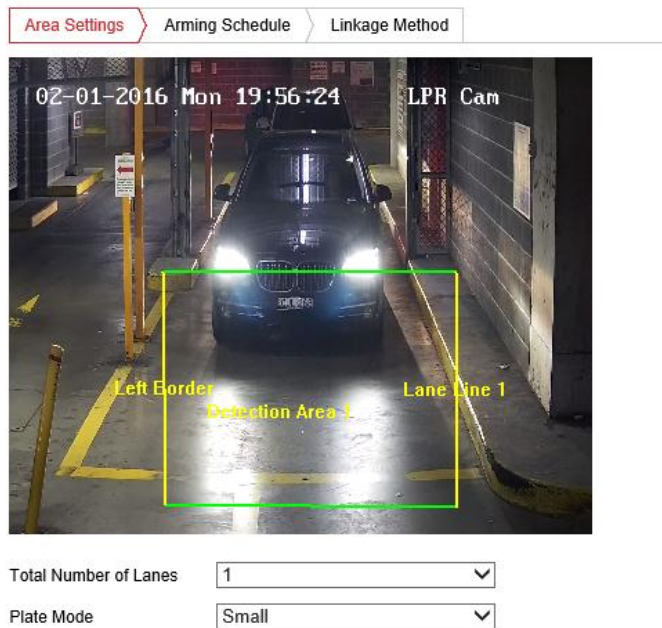 Area Settings
Arming Schedule
Linkage Method
02-01-2016 Mon 19:56:24
LPR Cam
Left Border
Lane Line 1
Detection Area 1
Total Number of Lanes
1
Plate Mode
Small